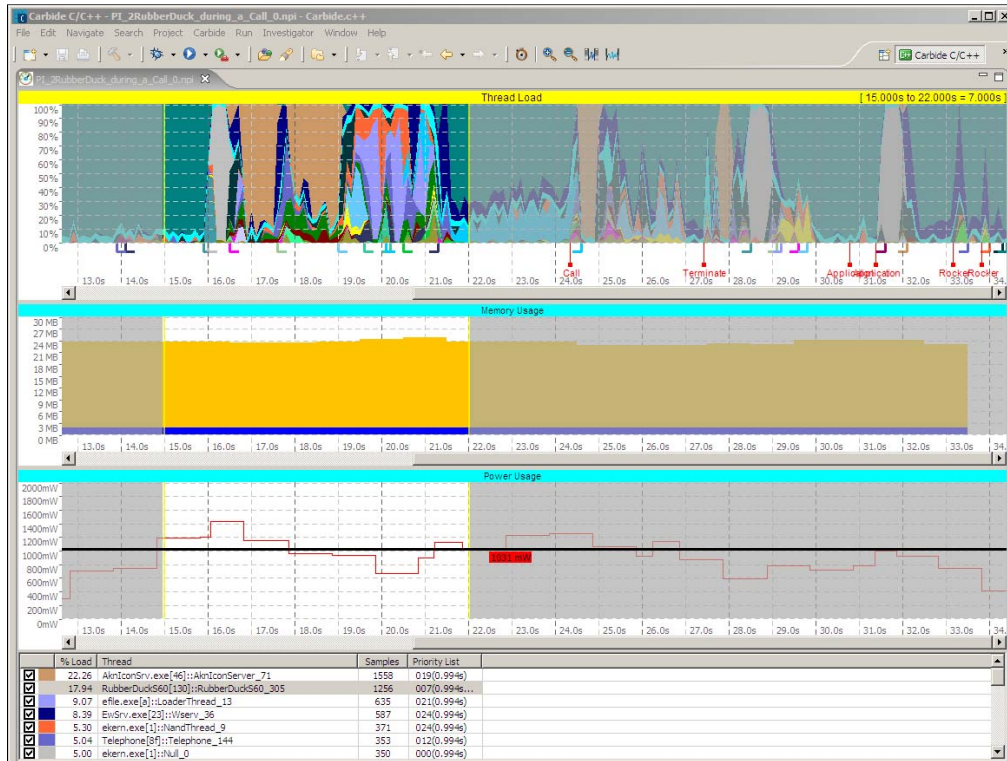 Carbide C/C++ - PI_2RubberDuck_during_a_Call_0.npi - Carbide.c++
File Edit Navigate Search Project Carbide Run Investigator Window Help
Carbide C/C++
PI_2RubberDuck_during_a_Call_0.npi
Thread Load [ 15.000s to 22.000s = 7.000s ]
100%
90%
80%
70%
60%
50%
40%
30%
20%
10%
0%
Call Terminate Application Application Rocker Rocker
13.0s 14.0s 15.0s 16.0s 17.0s 18.0s 19.0s 20.0s 21.0s 22.0s 23.0s 24.0s 25.0s 26.0s 27.0s 28.0s 29.0s 30.0s 31.0s 32.0s 33.0s 34.
Memory Usage
30 MB
27 MB
24 MB
21 MB
18 MB
15 MB
12 MB
9 MB
6 MB
3 MB
0 MB
13.0s 14.0s 15.0s 16.0s 17.0s 18.0s 19.0s 20.0s 21.0s 22.0s 23.0s 24.0s 25.0s 26.0s 27.0s 28.0s 29.0s 30.0s 31.0s 32.0s 33.0s 34.
Power Usage
2000mW
1800mW
1600mW
1400mW
1200mW
1000mW
800mW
600mW
400mW
200mW
0mW
1031 mW
13.0s 14.0s 15.0s 16.0s 17.0s 18.0s 19.0s 20.0s 21.0s 22.0s 23.0s 24.0s 25.0s 26.0s 27.0s 28.0s 29.0s 30.0s 31.0s 32.0s 33.0s 34.
% Load Thread Samples Priority List
22.26 AknIconSrv.exe[46]::AknIconServer_71 1558 019(0.994s)
17.94 RubberDuckS60[130]::RubberDuckS60_305 1256 007(0.994s...
9.07 efile.exe[a]::LoaderThread_13 635 021(0.994s)
8.39 EwSrv.exe[23]::Wserv_36 587 024(0.994s)
5.30 ekern.exe[1]::NandThread_9 371 024(0.994s)
5.04 Telephone[8f]::Telephone_144 353 012(0.994s)
5.00 ekern.exe[1]::Null_0 350 000(0.994s)